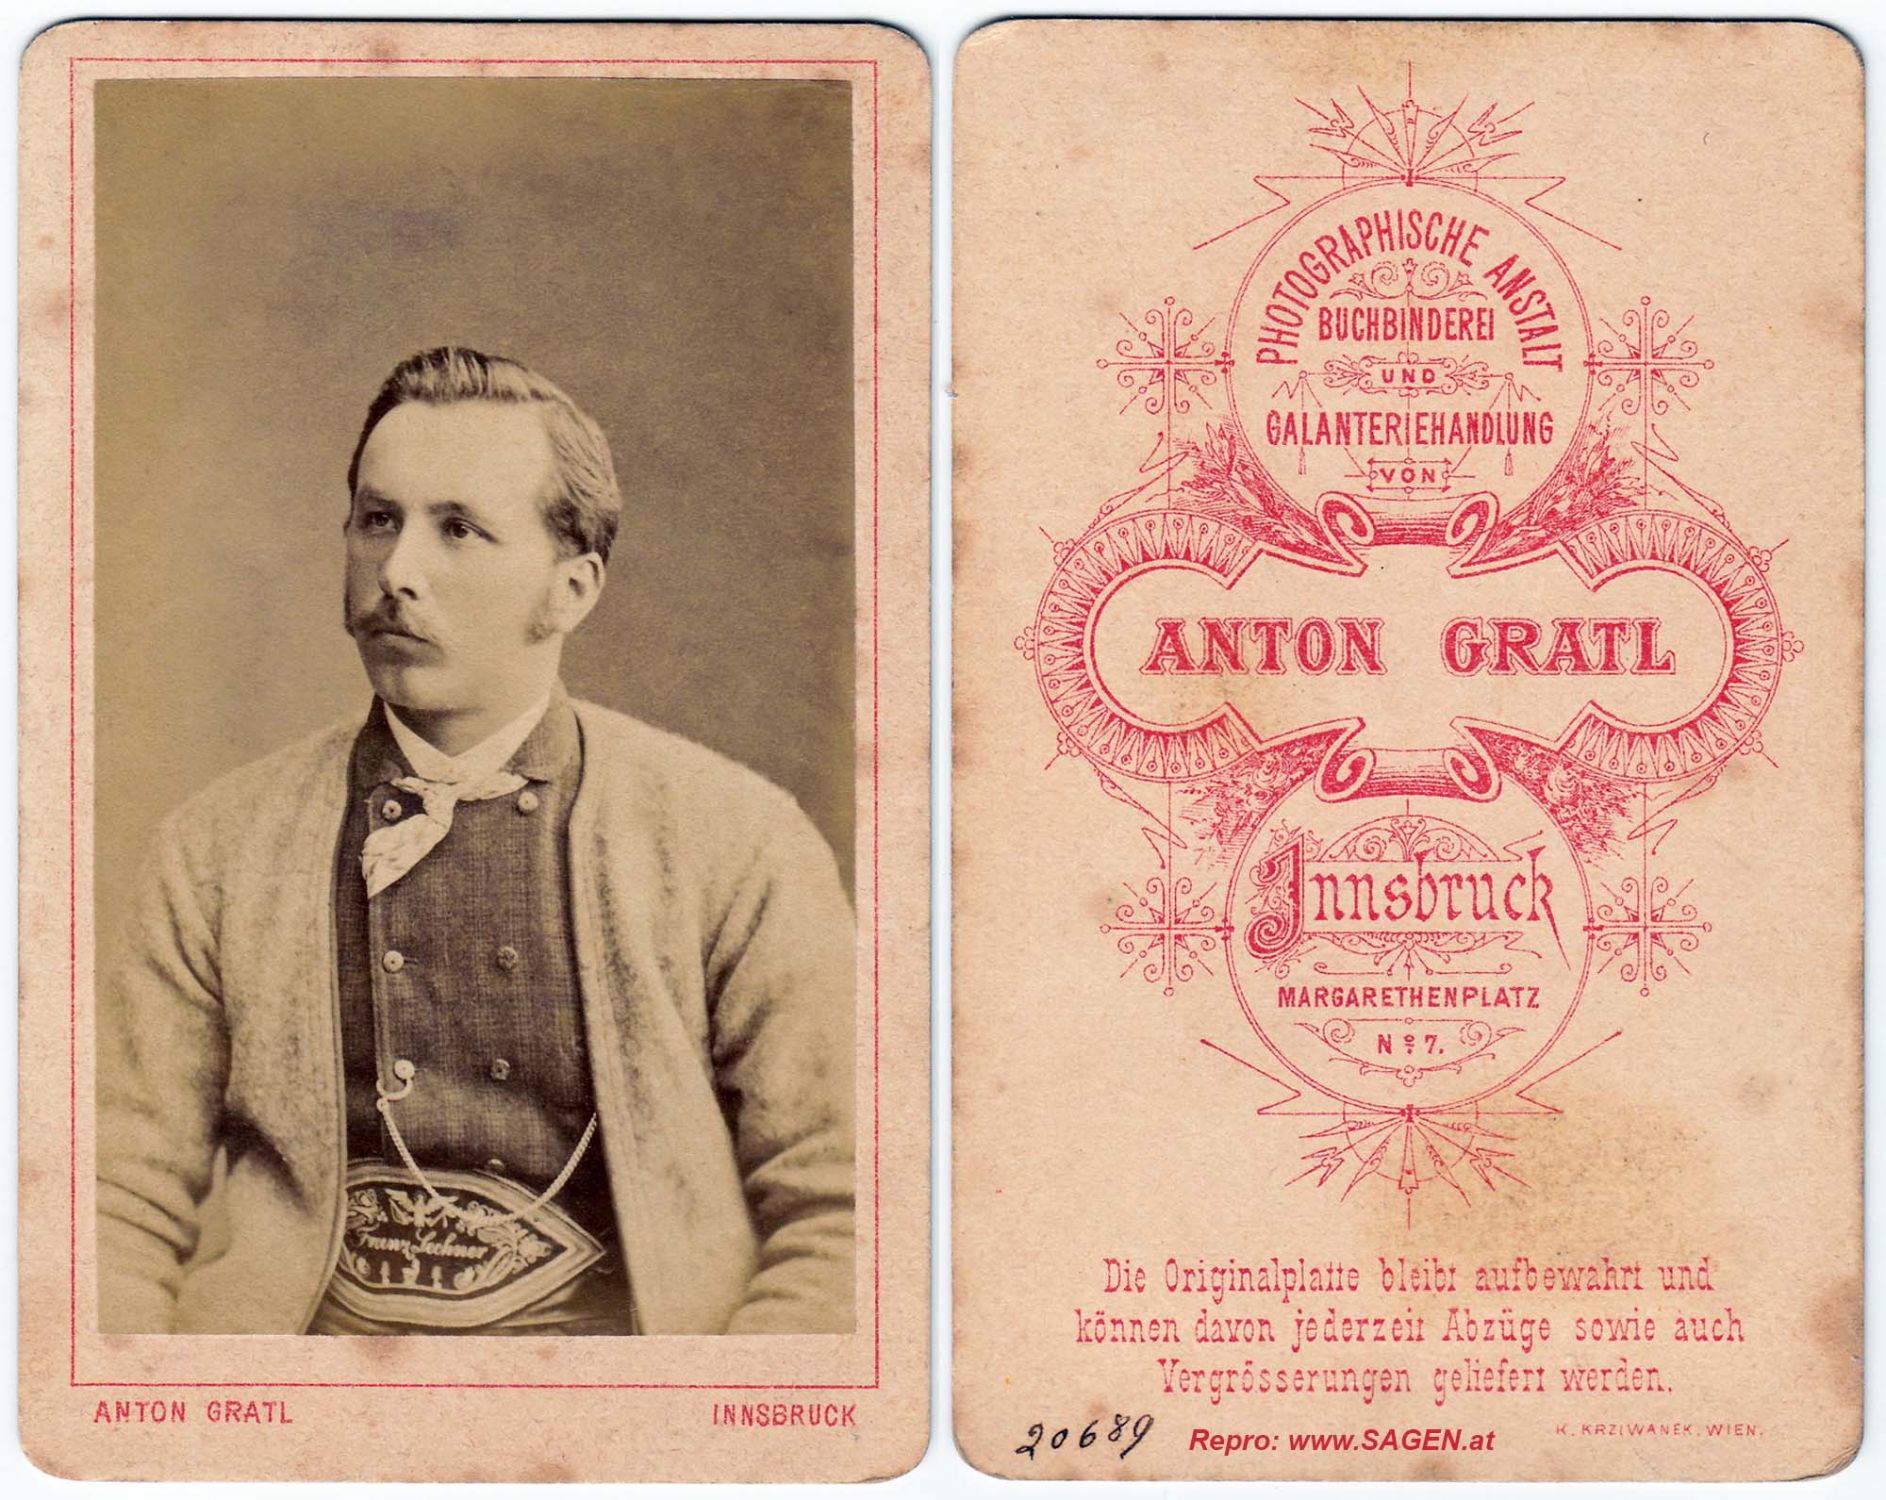 Franz Lechner
ANTON GRATL
INNSBRUCK
PHOTOGRAPHISCHE ANSTALT
BUCHBINDEREI
UND
GALANTERIEHANDLUNG
VON
ANTON GRATL
Innsbruck
MARGARETHENPLATZ
No 7.
Die Originalplatte bleibt aufbewahrt und
können davon jederzeit Abzüge sowie auch
Vergrösserungen geliefert werden.
20689
Repro: www.SAGEN.at
K. KRZIWANEK, WIEN.